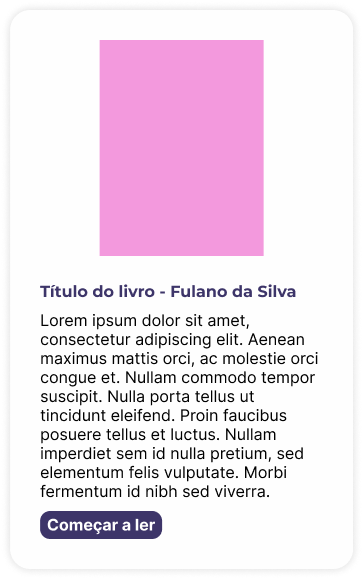 Título do livro - Fulano da Silva
Lorem ipsum dolor sit amet,
consectetur adipiscing elit. Aenean
maximus mattis orci, ac molestie orci
congue et. Nullam commodo tempor
suscipit. Nulla porta tellus ut
tincidunt eleifend. Proin faucibus
posuere tellus et luctus. Nullam
imperdiet sem id nulla pretium, sed
elementum felis vulputate. Morbi
fermentum id nibh sed viverra.
Começar a ler